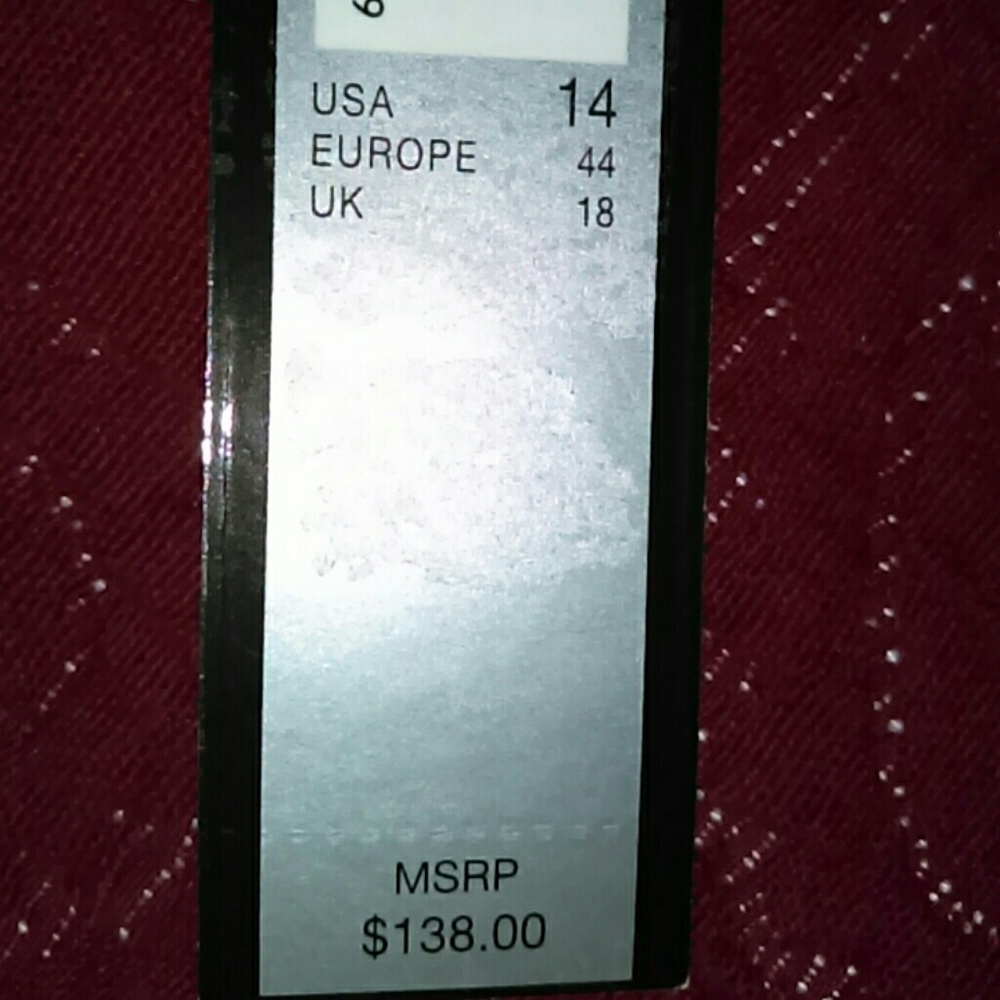 USA 14
EUROPE 44
UK 18
MSRP
$138.00